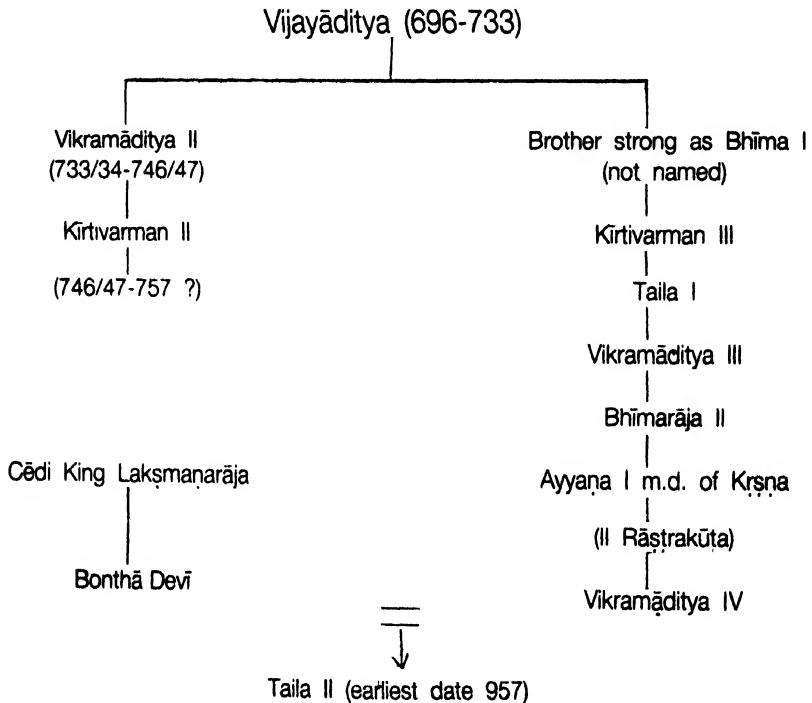 Vijayāditya (696-733)
Vikramāditya II
(733/34-746/47)
Kīrtivarman II
(746/47-757 ?)
Brother strong as Bhīma I
(not named)
Kīrtivarman III
Taila I
Vikramāditya III
Bhīmarāja II
Ayyaṇa I m.d. of Kṛṣṇa
(II Rāṣṭrakūṭa)
Vikramāditya IV
Cēdi King Lakṣmaṇarāja
Bonthā Devī
Taila II (earliest date 957)